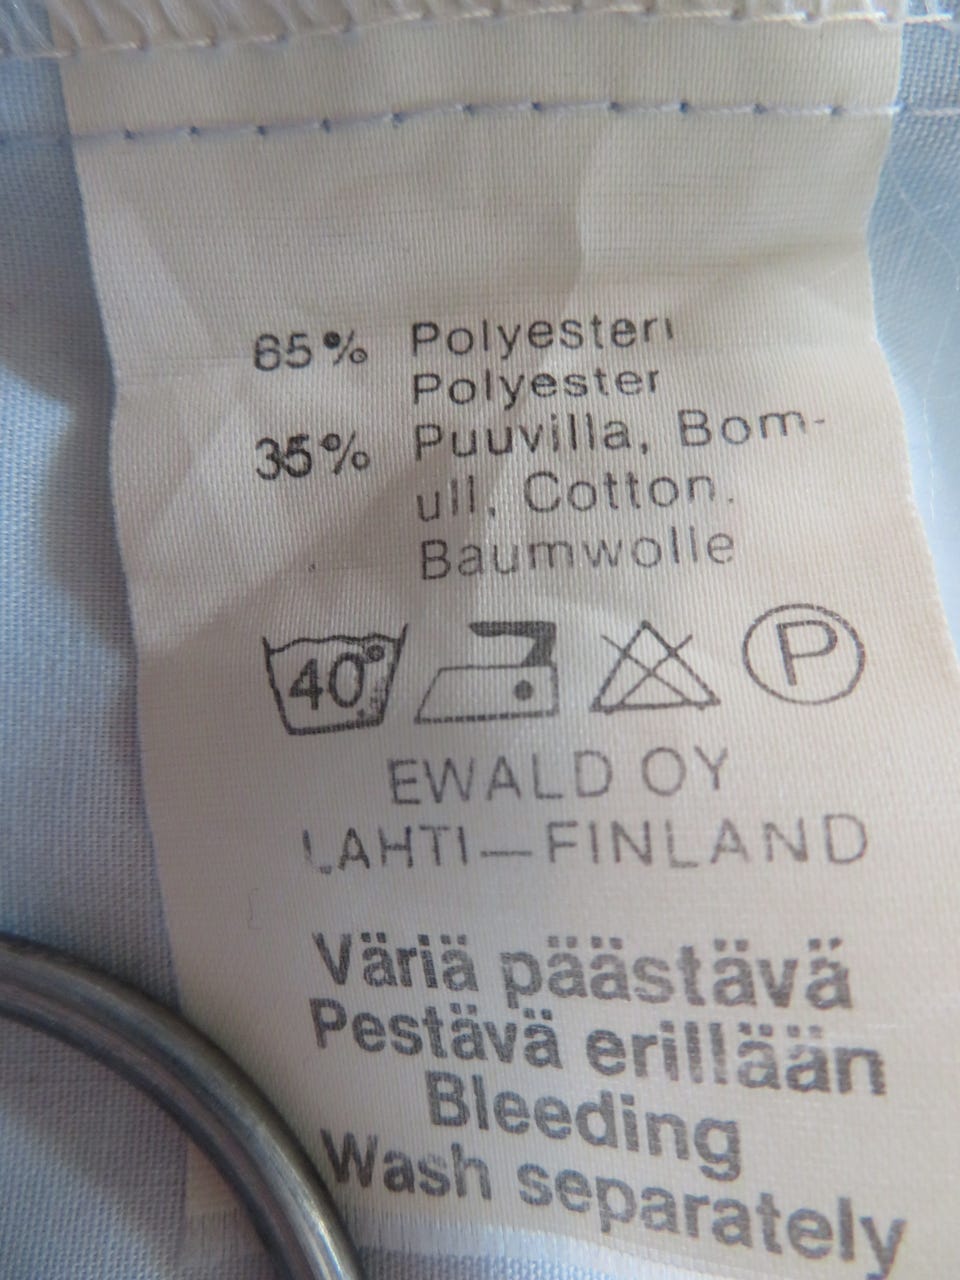 65% Polyesteri
Polyester
35% Puuvilla, Bom-
ull, Cotton.
Baumwolle
40° P
EWALD OY
LAHTI—FINLAND
Väriä päästävä
Pestävä erillään
Bleeding
Wash separately